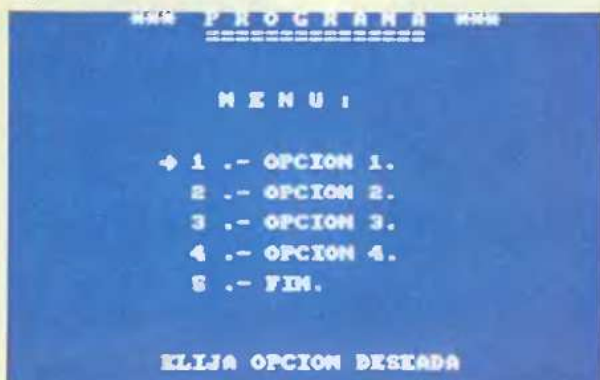 *** P R O G R A M A ***
================
M E N U :
→ 1 .- OPCION 1.
2 .- OPCION 2.
3 .- OPCION 3.
4 .- OPCION 4.
5 .- FIN.
ELIJA OPCION DESEADA